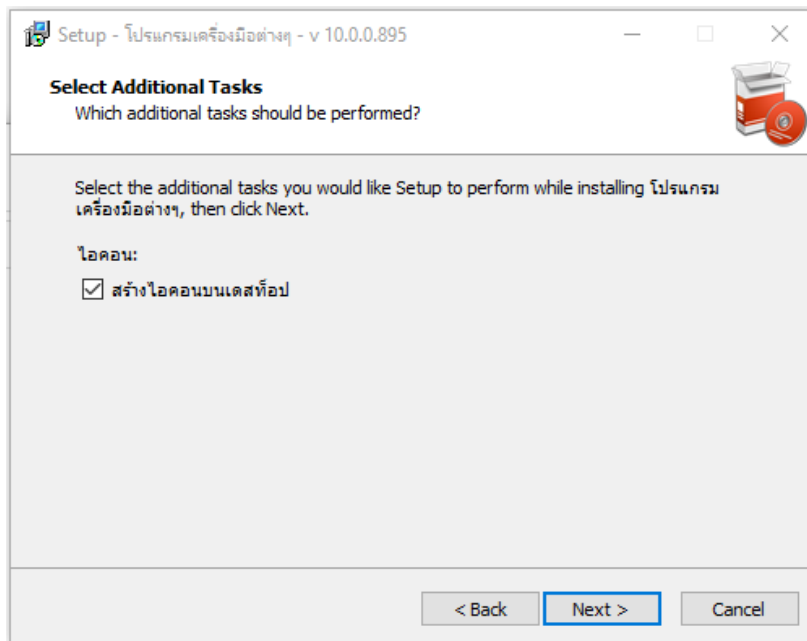 Setup - โปรแกรมเครื่องมือต่างๆ - v 10.0.0.895
Select Additional Tasks
Which additional tasks should be performed?
Select the additional tasks you would like Setup to perform while installing โปรแกรม
เครื่องมือต่างๆ, then click Next.
ไอคอน:
สร้างไอคอนบนเดสท็อป
< Back
Next >
Cancel